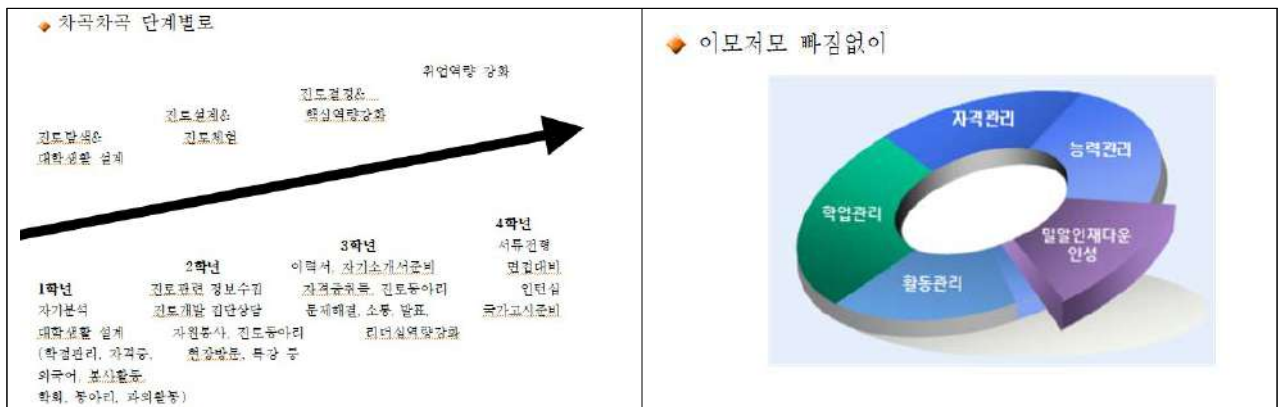 차곡차곡 단계별로
취업역량 강화
진로결정&
핵심역량강화
진로설계&
진로체험
진로탐색&
대학생활 설계
1학년
자기분석
대학생활 설계
(학점관리, 자격증,
외국어, 봉사활동
학회, 동아리, 과외활동)
2학년
진로관련 정보수집
진로개발 집단상담
자원봉사, 진로동아리
현장방문, 특강 등
3학년
이력서, 자기소개서준비
자격증취득, 진로동아리
문제해결, 소통, 발표,
리더십역량강화
4학년
서류전형
면접대비
인턴십
국가고시준비
이모저모 빠짐없이
자격관리
능력관리
학업관리
밀알인재다운
인성
활동관리